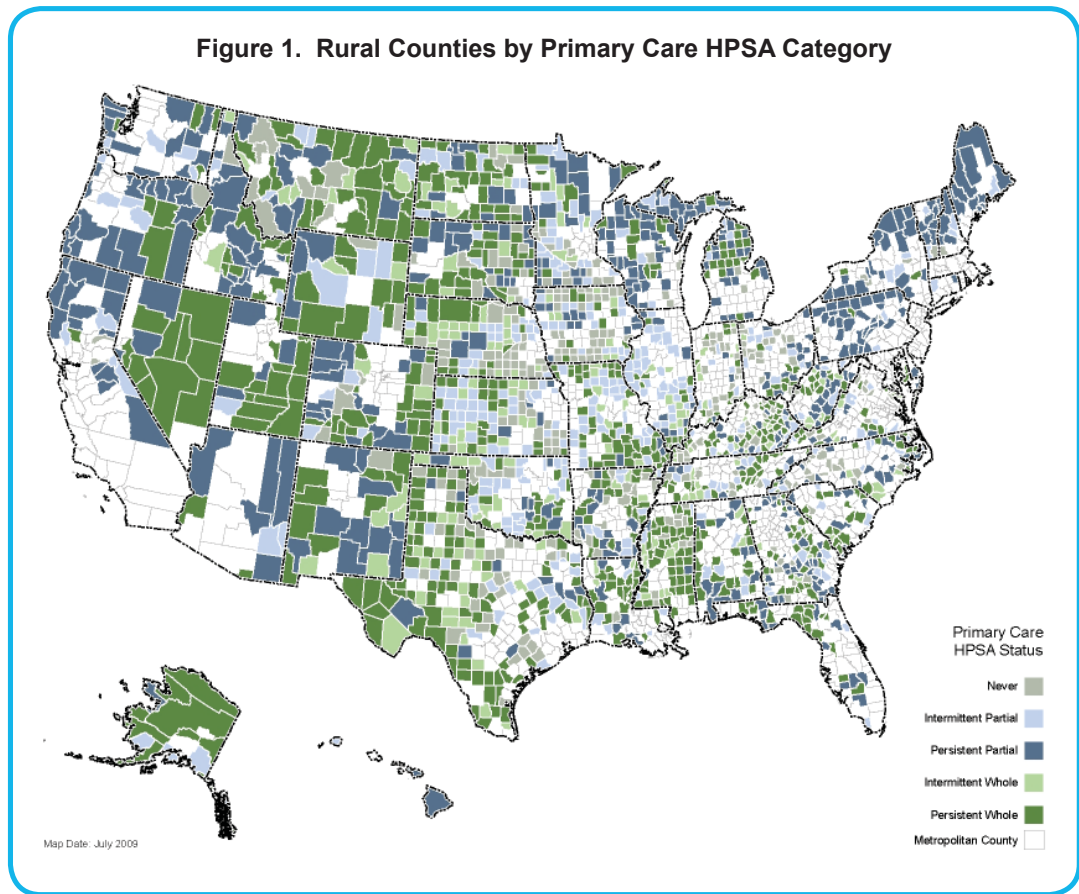 Figure 1. Rural Counties by Primary Care HPSA Category
Primary Care
HPSA Status
Never
Intermittent Partial
Persistent Partial
Intermittent Whole
Persistent Whole
Metropolitan County
Map Date: July 2009